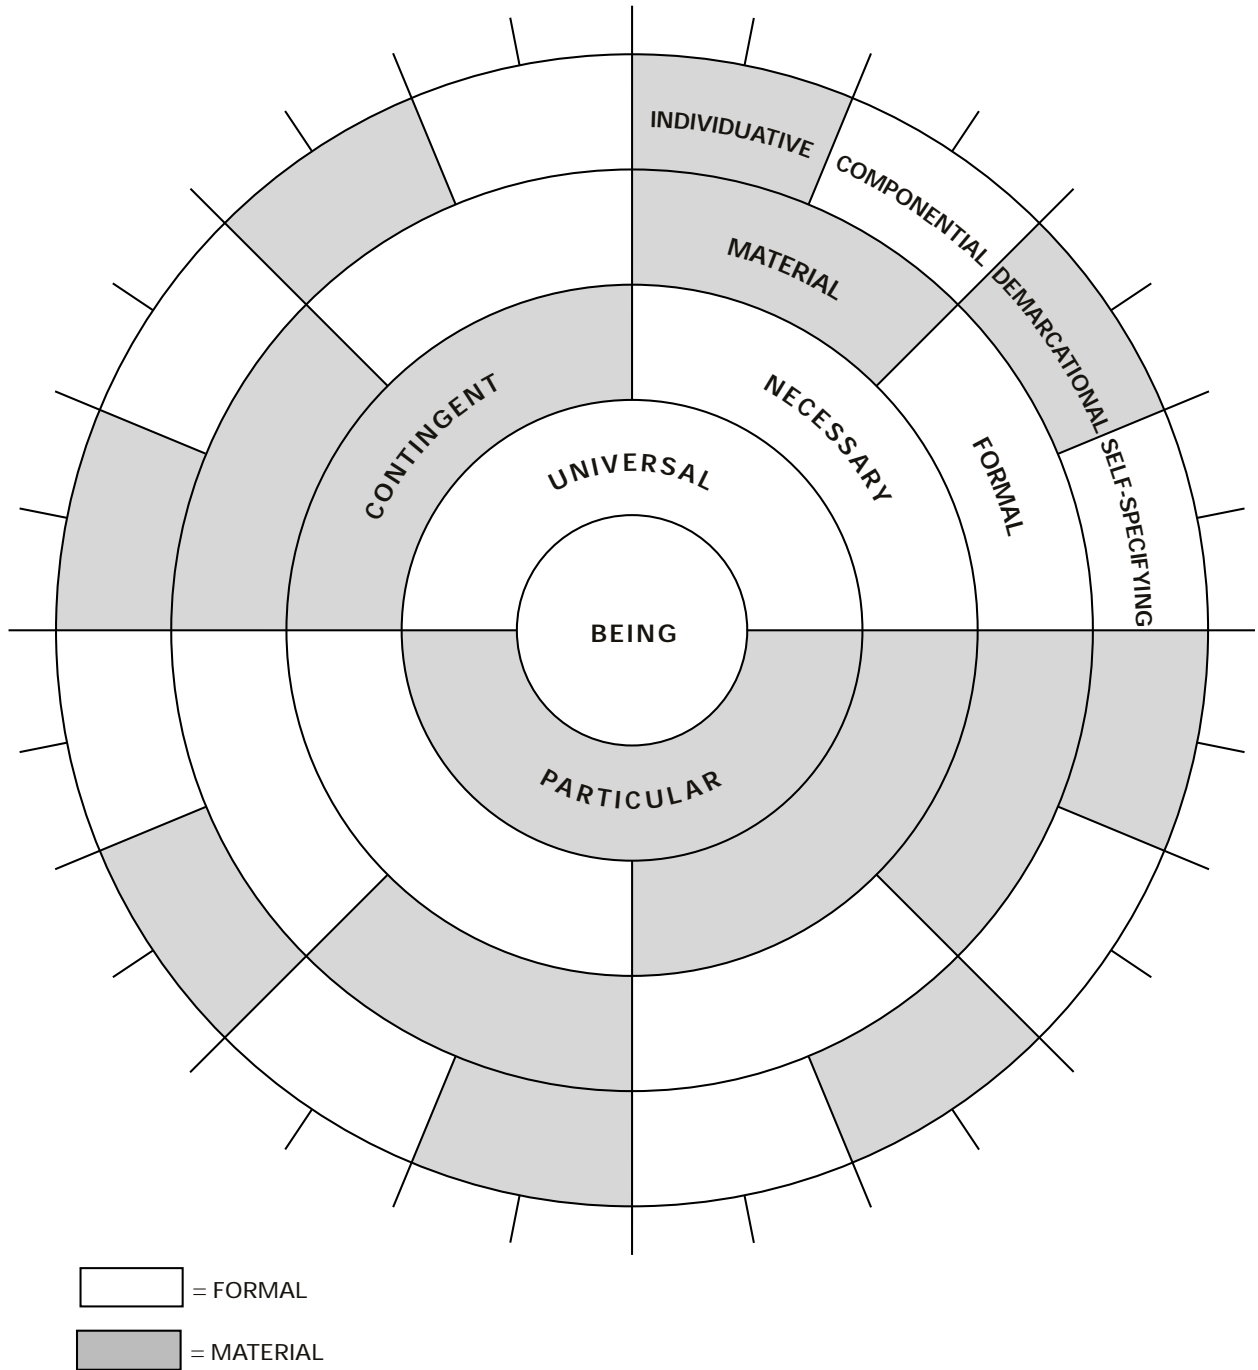 INDIVIDUATIVE
COMPONENTIAL
DEMARCATIONAL
SELF-SPECIFYING
MATERIAL
FORMAL
CONTINGENT
NECESSARY
UNIVERSAL
BEING
PARTICULAR
= FORMAL
= MATERIAL